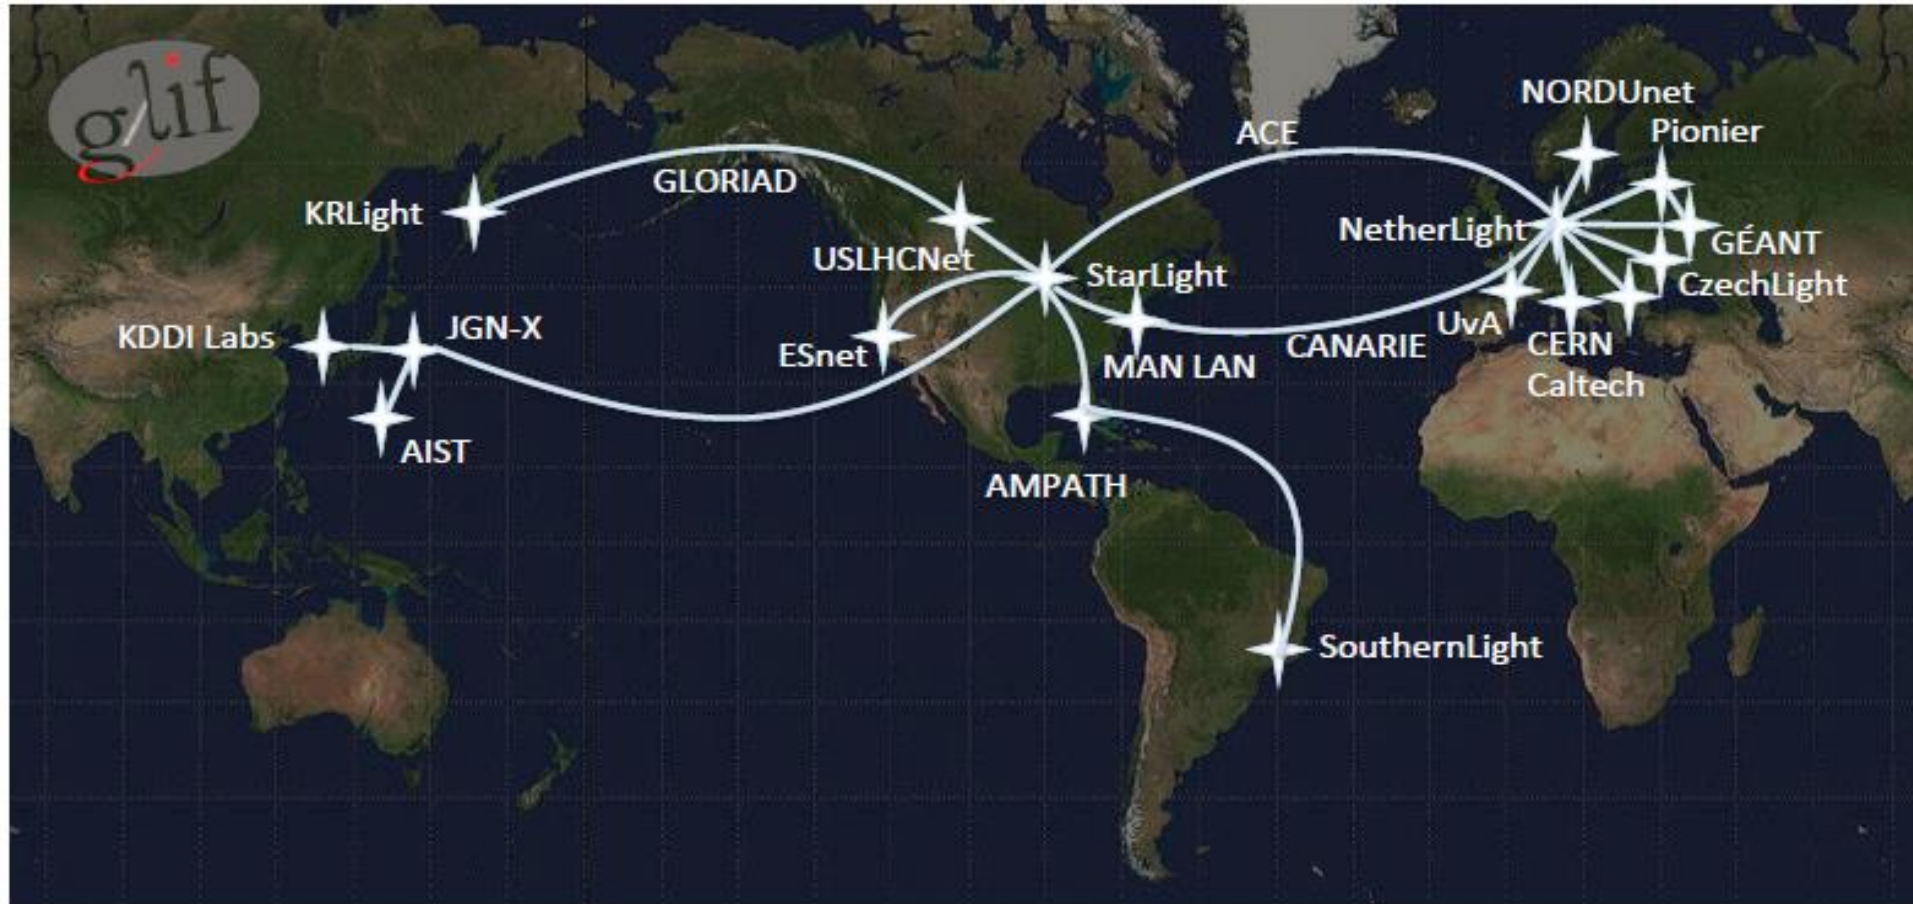 glif
NORDUnet
Pionier
ACE
GLORIAD
KRLight
NetherLight
GÉANT
USLHCNet
StarLight
CzechLight
UvA
KDDI Labs
JGN-X
ESnet
MAN LAN
CANARIE
CERN
Caltech
AIST
AMPATH
SouthernLight